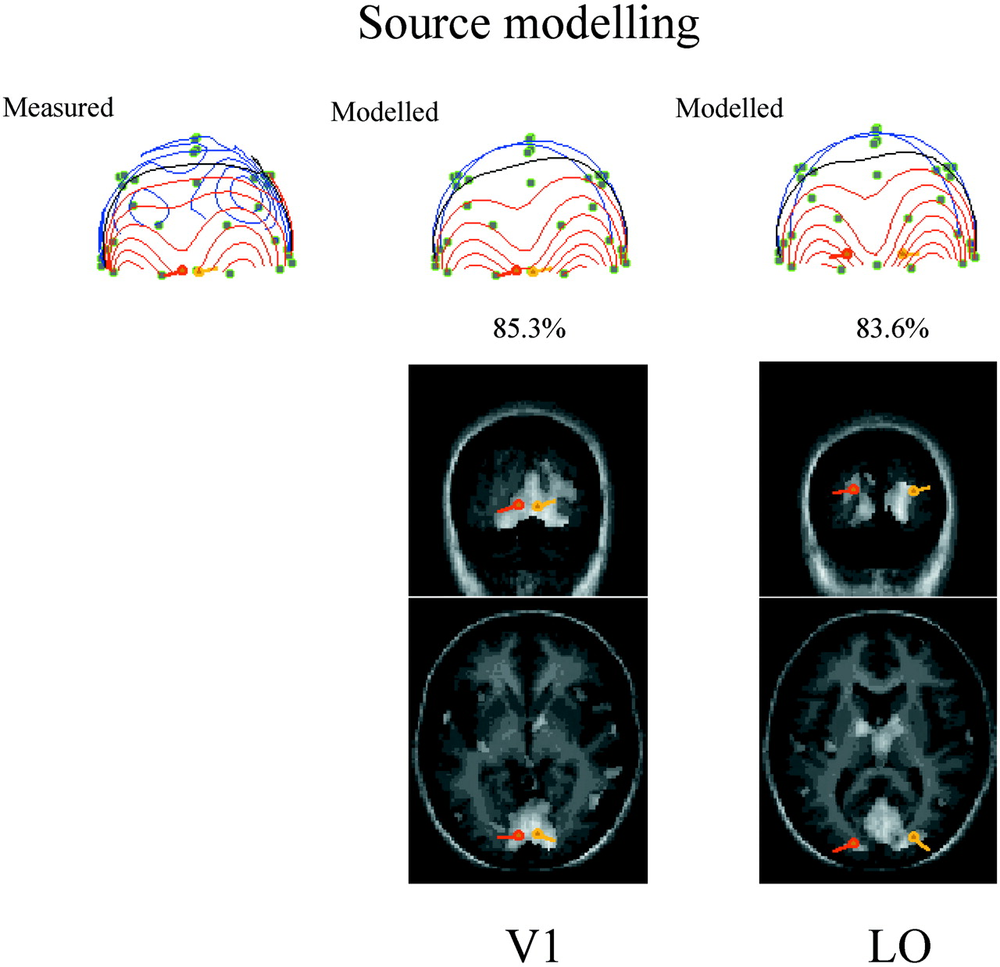 Source modelling
Measured
Modelled
Modelled
85.3%
83.6%
V1
LO